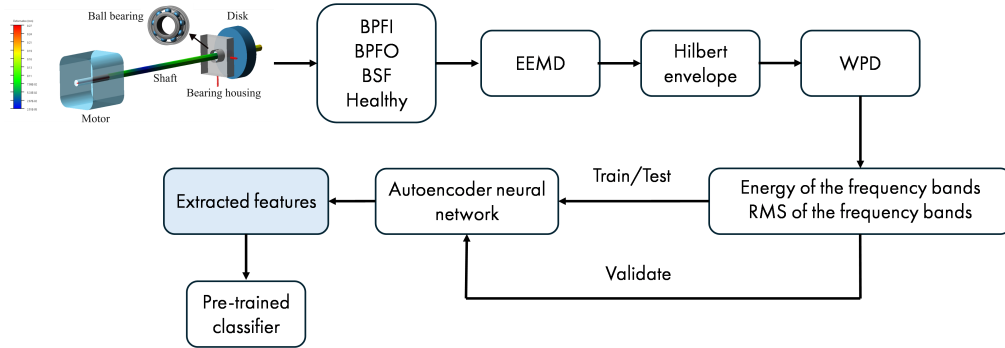 Ball bearing
Disk
Shaft
Bearing housing
Motor
BPFI
BPFO
BSF
Healthy
EEMD
Hilbert
envelope
WPD
Energy of the frequency bands
RMS of the frequency bands
Train/Test
Validate
Autoencoder neural
network
Extracted features
Pre-trained
classifier